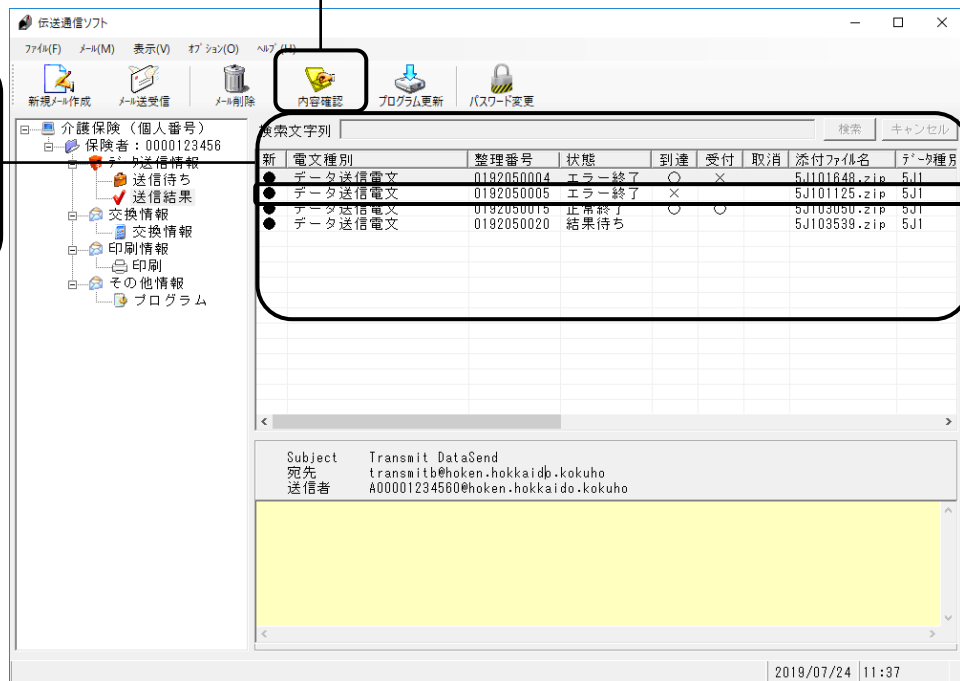 伝送通信ソフト
ﾌｧｲﾙ(F) ﾒｰﾙ(M) 表示(V) ｵﾌﾟｼｮﾝ(O) ﾍﾙﾌﾟ(H)
新規ﾒｰﾙ作成 ﾒｰﾙ送受信 ﾒｰﾙ削除 内容確認 ﾌﾟﾛｸﾞﾗﾑ更新 ﾊﾟｽﾜｰﾄﾞ変更
介護保険（個人番号）
保険者：0000123456
データ送信情報
送信待ち
送信結果
交換情報
交換情報
印刷情報
印刷
その他情報
プログラム
検索文字列 検索 キャンセル
新 電文種別 整理番号 状態 到達 受付 取消 添付ﾌｧｲﾙ名 ﾃﾞｰﾀ種別
● データ送信電文 0192050004 エラー終了 ○ × 5J101648.zip 5J1
● データ送信電文 0192050005 エラー終了 × 5J101125.zip 5J1
● データ送信電文 0192050015 正常終了 ○ ○ 5J103050.zip 5J1
● データ送信電文 0192050020 結果待ち 5J103539.zip 5J1
Subject Transmit DataSend
宛先 transmitb@hoken.hokkaido.kokuho
送信者 A00001234560@hoken.hokkaido.kokuho
2019/07/24 11:37